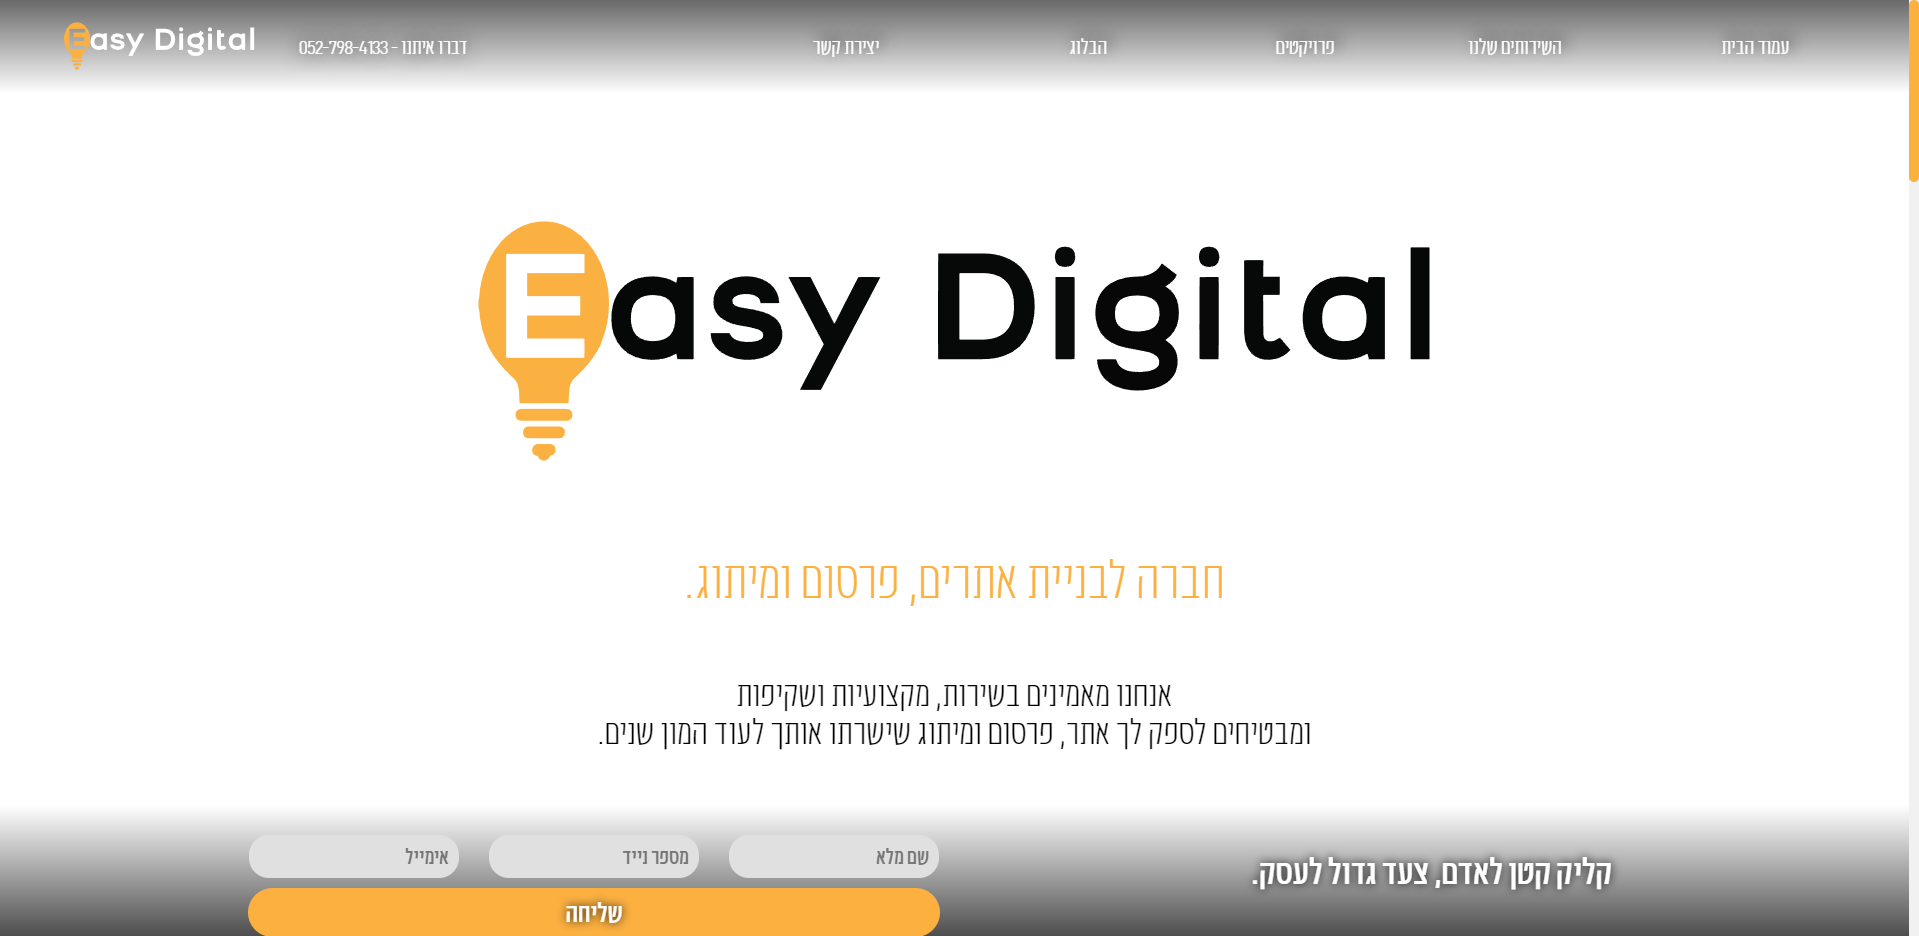 עמוד הבית
השירותים שלנו
פרויקטים
הבלוג
יצירת קשר
דברו איתנו - 052-798-4133
Easy Digital
Easy Digital
חברה לבניית אתרים, פרסום ומיתוג.
אנחנו מאמינים בשירות, מקצועיות ושקיפות
ומבטיחים לספק לך אתר, פרסום ומיתוג שישרתו אותך לעוד המון שנים.
קליק קטן לאדם, צעד גדול לעסק.
שם מלא
מספר נייד
אימייל
שליחה